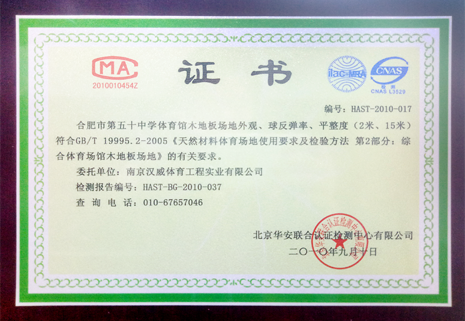 CMA
2010010454Z
证书
ilac-MRA
CNAS
检测
CNAS L2528
编号：HAST-2010-017
合肥市第五十中学体育馆木地板场地外观、球反弹率、平整度（2米、15米）
符合GB/T 19995.2-2005《天然材料体育场地使用要求及检验方法 第2部分：综
合体育场馆木地板场地》的有关要求。
委托单位：南京汉威体育工程实业有限公司
检测报告编号：HAST-BG-2010-037
查 询 电 话：010-67657046
北京华安联合认证检测中心有限公司
二〇一〇年九月十日